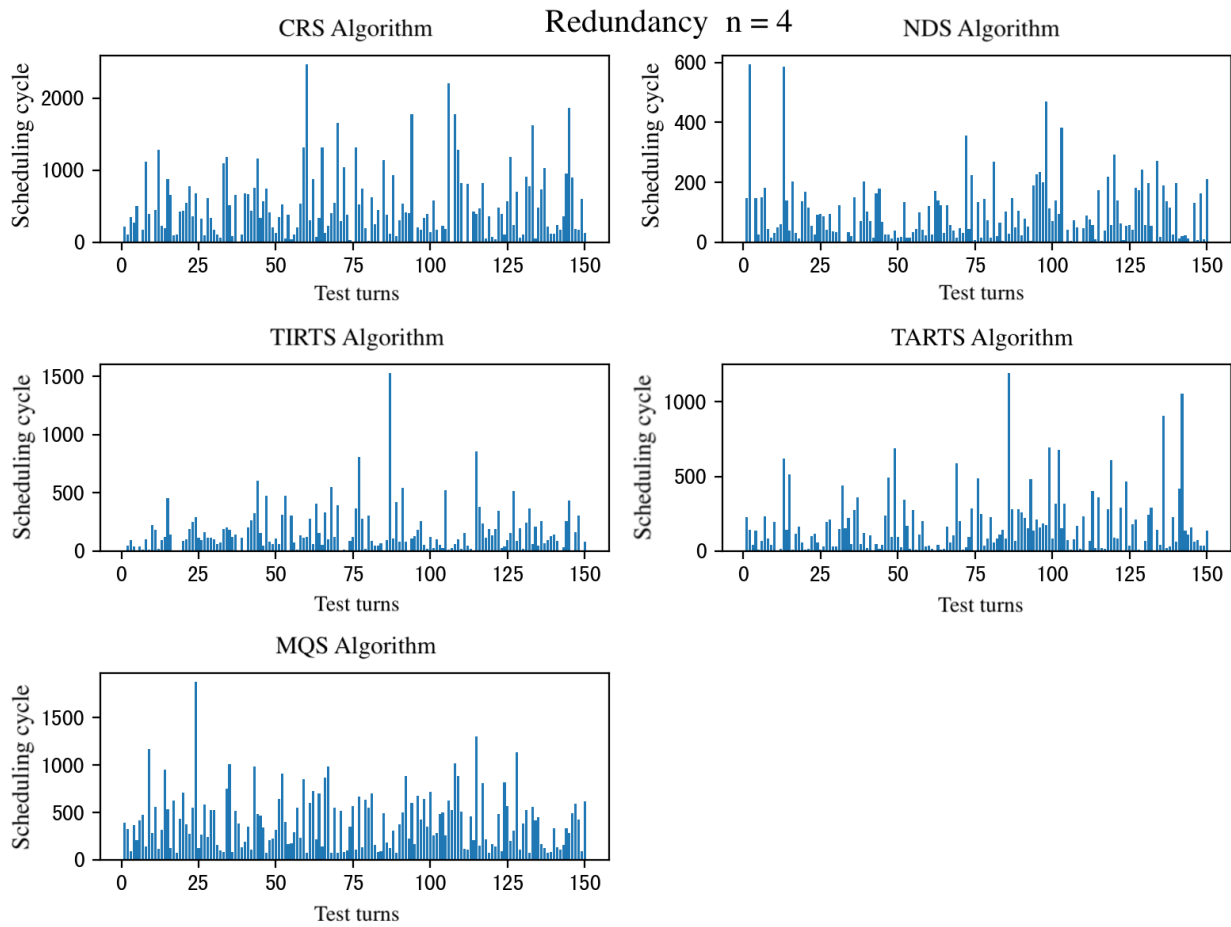 Redundancy n = 4
CRS Algorithm
Scheduling cycle
2000
1000
0
0 25 50 75 100 125 150
Test turns
NDS Algorithm
Scheduling cycle
600
400
200
0
0 25 50 75 100 125 150
Test turns
TIRTS Algorithm
Scheduling cycle
1500
1000
500
0
0 25 50 75 100 125 150
Test turns
TARTS Algorithm
Scheduling cycle
1000
500
0
0 25 50 75 100 125 150
Test turns
MQS Algorithm
Scheduling cycle
1500
1000
500
0
0 25 50 75 100 125 150
Test turns